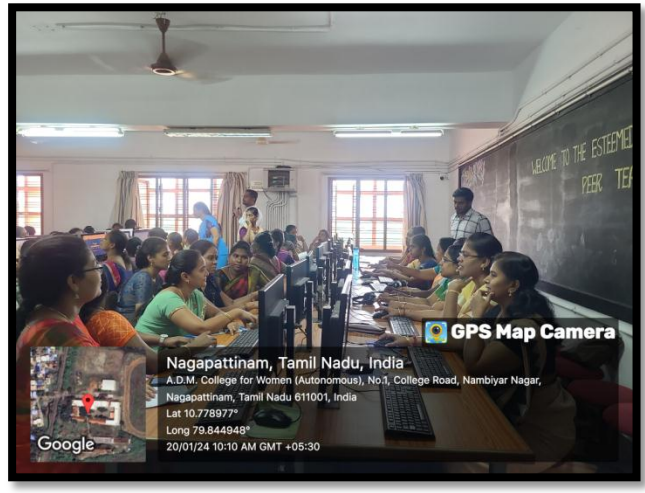 WELCOME TO THE ESTEEMED
PEER TEA
GPS Map Camera
Nagapattinam, Tamil Nadu, India
A.D.M. College for Women (Autonomous), No.1, College Road, Nambiyar Nagar,
Nagapattinam, Tamil Nadu 611001, India
Lat 10.778977°
Long 79.844948°
20/01/24 10:10 AM GMT +05:30
Google